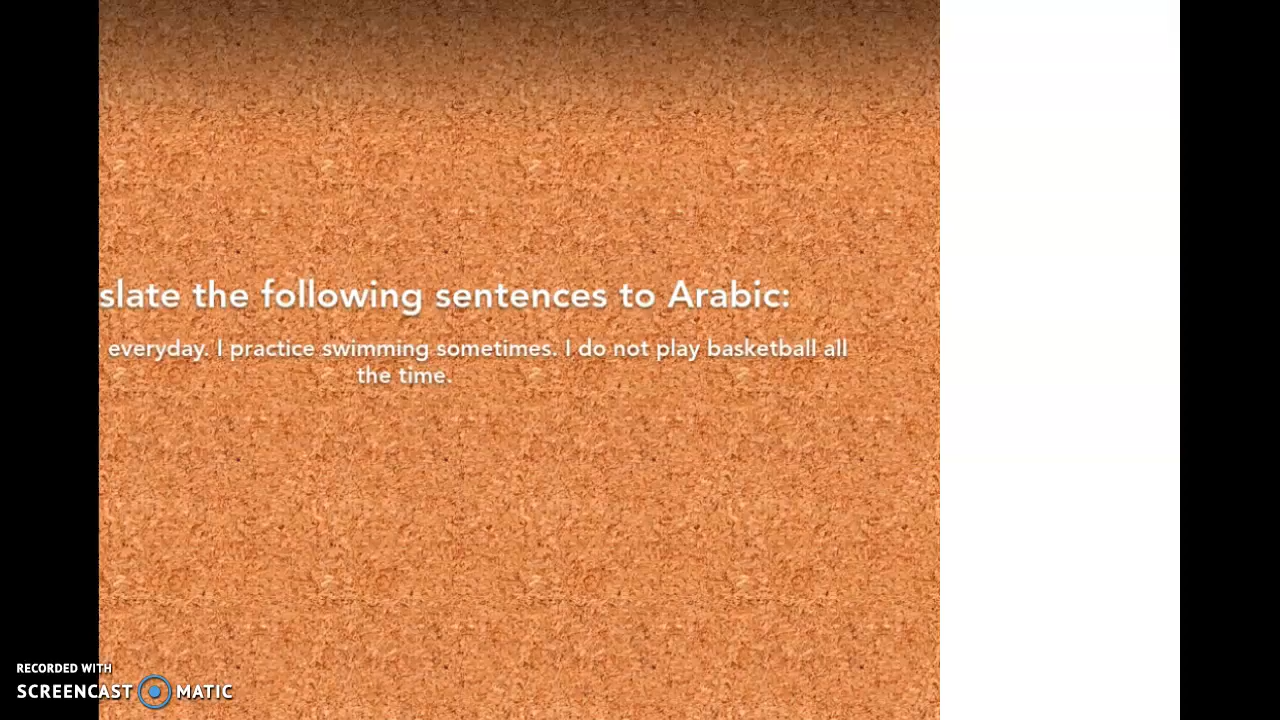 slate the following sentences to Arabic:
everyday. I practice swimming sometimes. I do not play basketball all
the time.
RECORDED WITH
SCREENCAST MATIC